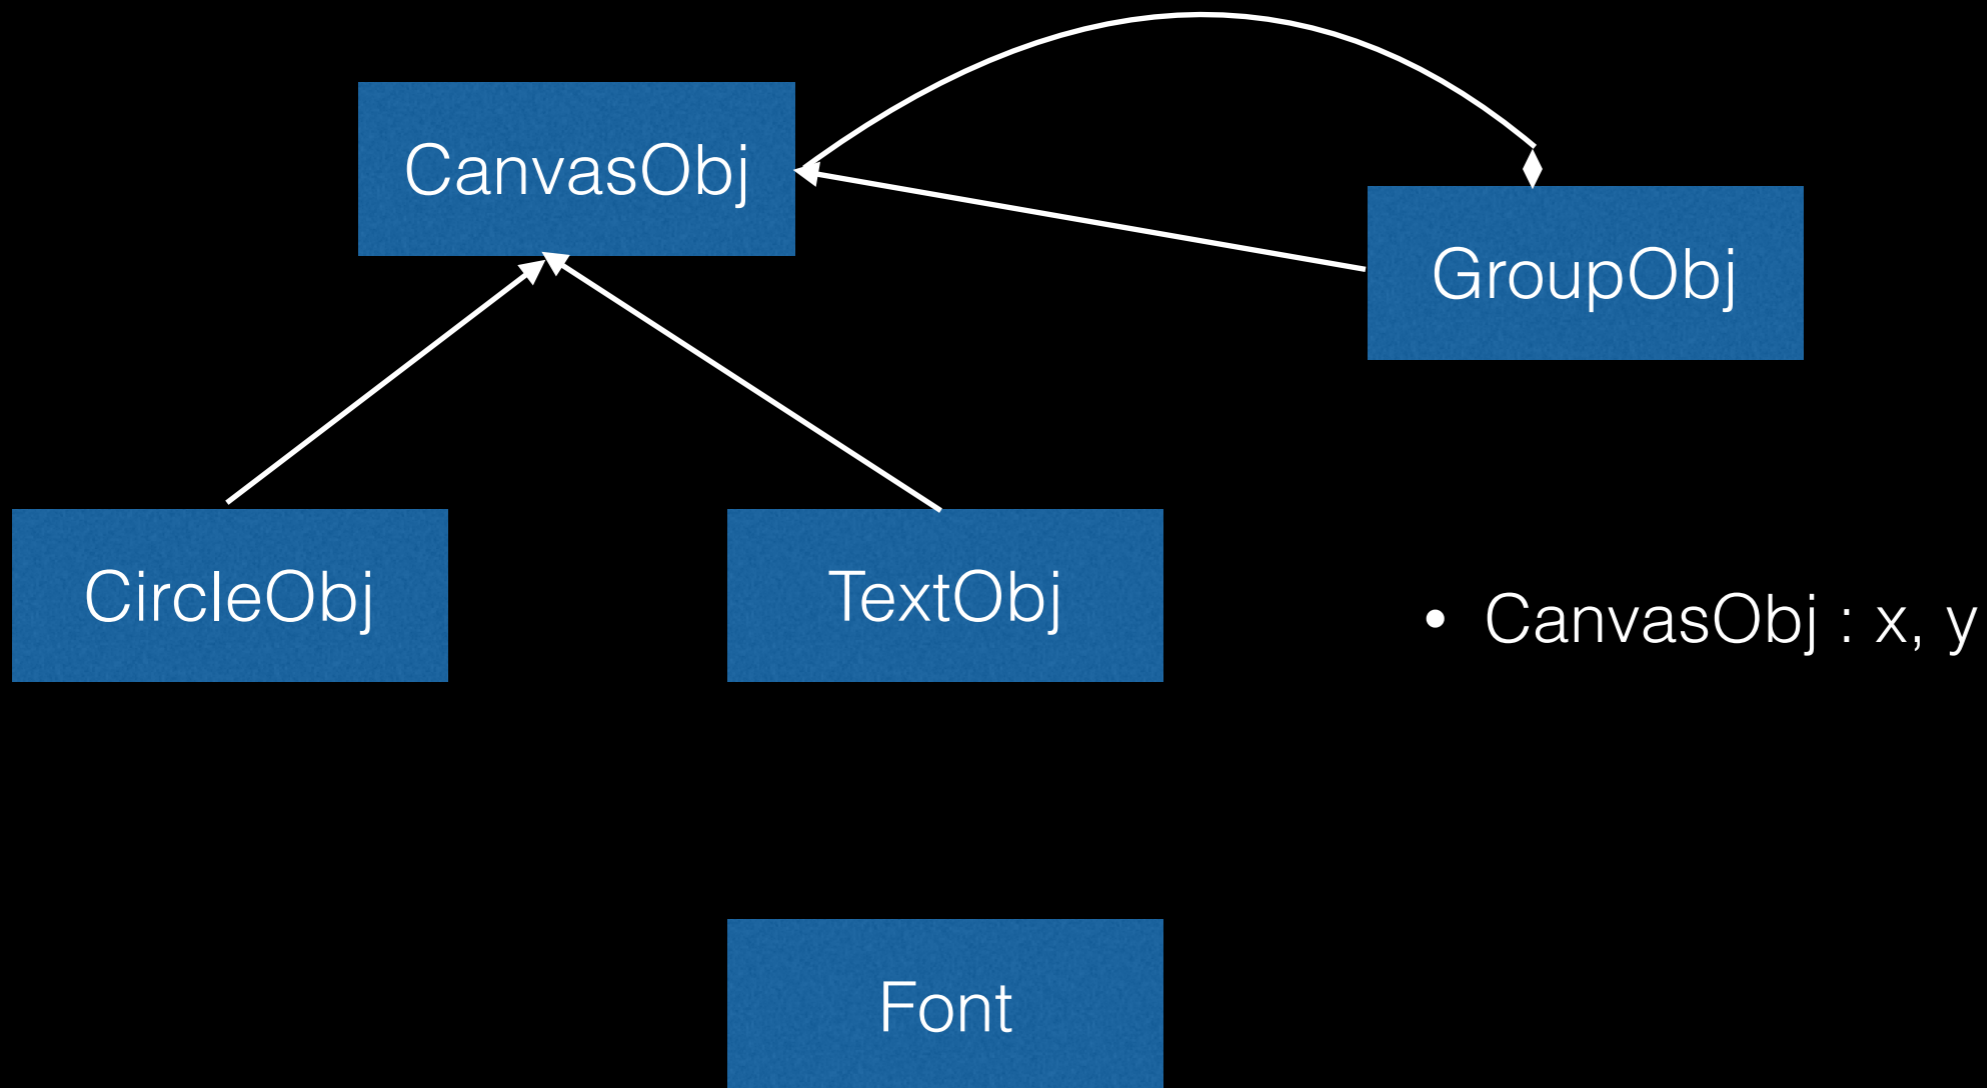 CanvasObj
GroupObj
CircleObj
TextObj
• CanvasObj : x, y
Font